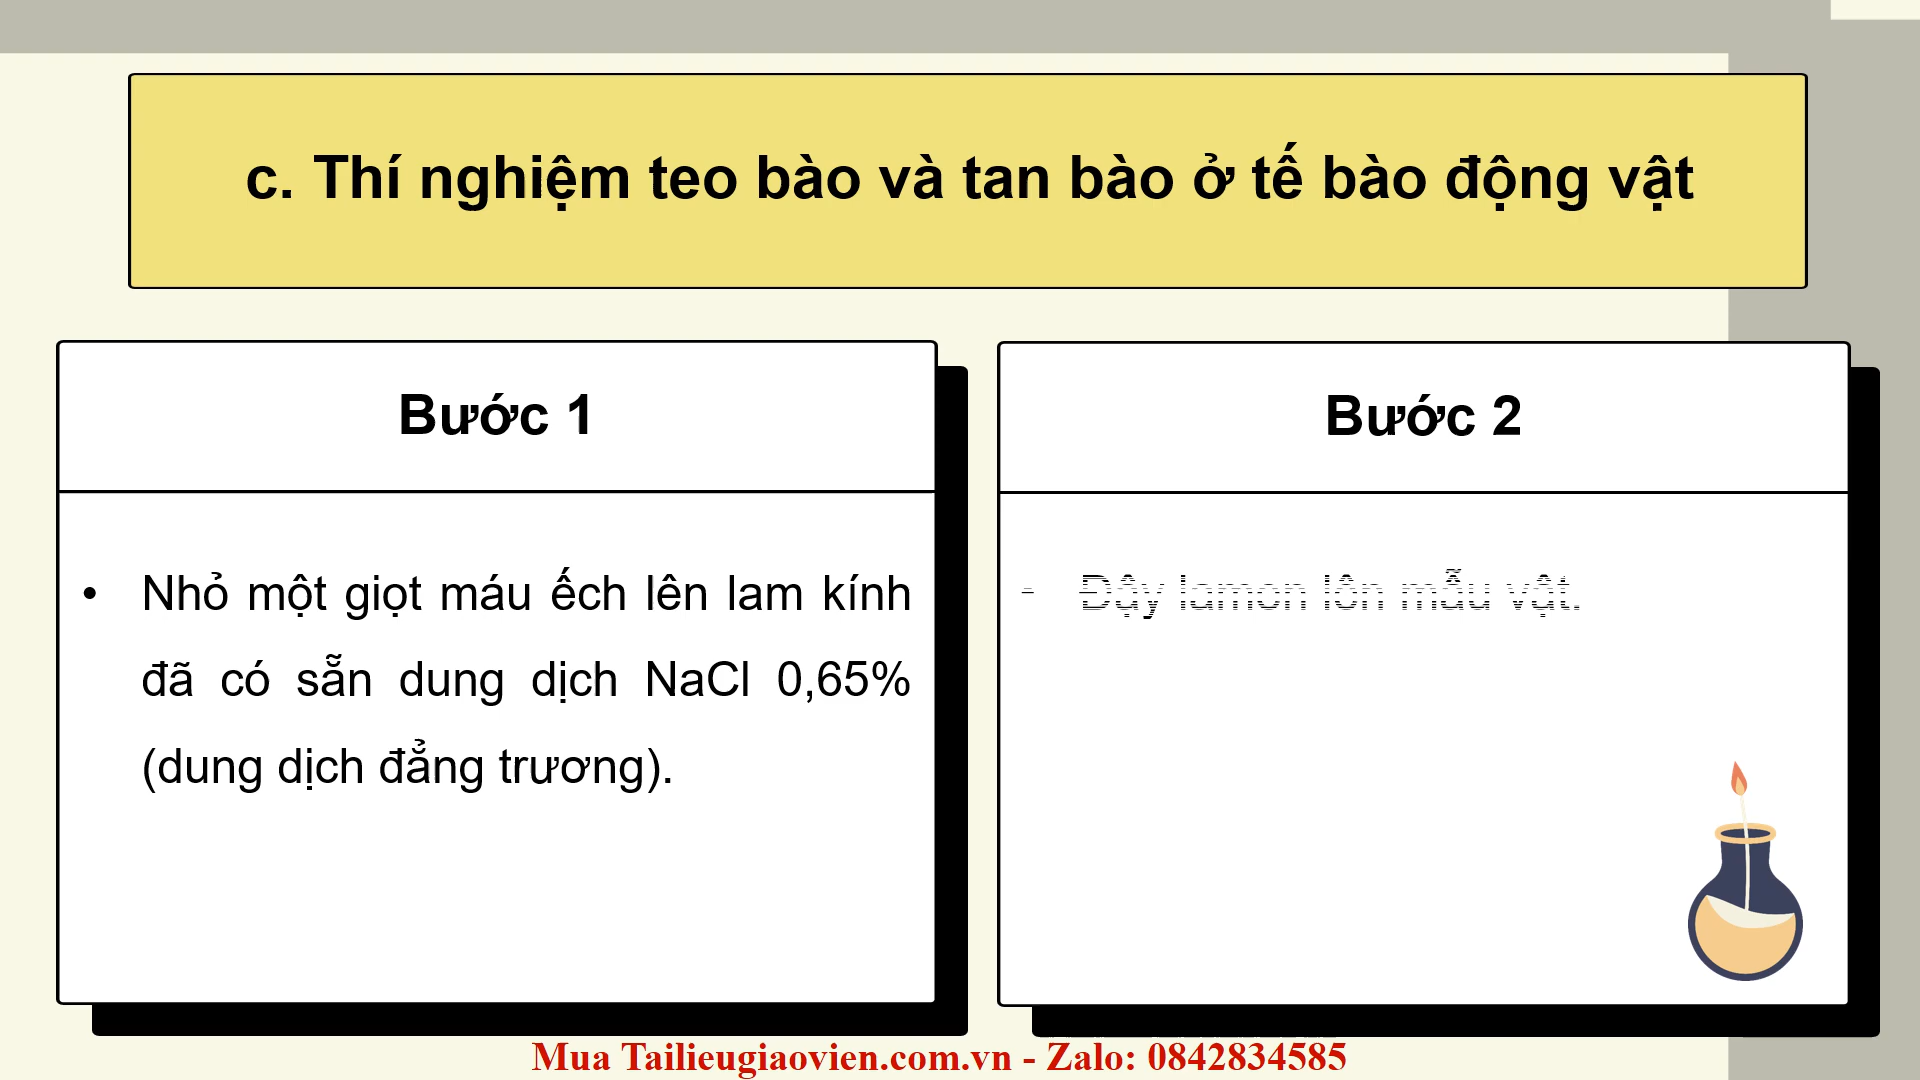 c. Thí nghiệm teo bào và tan bào ở tế bào động vật
Bước 1
• Nhỏ một giọt máu ếch lên lam kính
đã có sẵn dung dịch NaCl 0,65%
(dung dịch đẳng trương).
Bước 2
- Đậy lamen lên mẫu vật.
Mua Tailieugiaovien.com.vn - Zalo: 0842834585